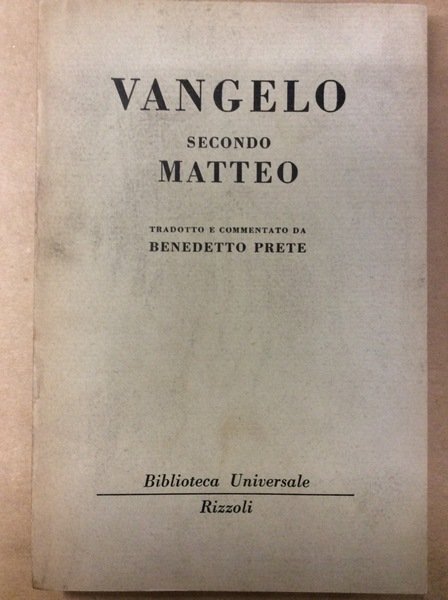 VANGELO
SECONDO
MATTEO
TRADOTTO E COMMENTATO DA
BENEDETTO PRETE
Biblioteca Universale
Rizzoli